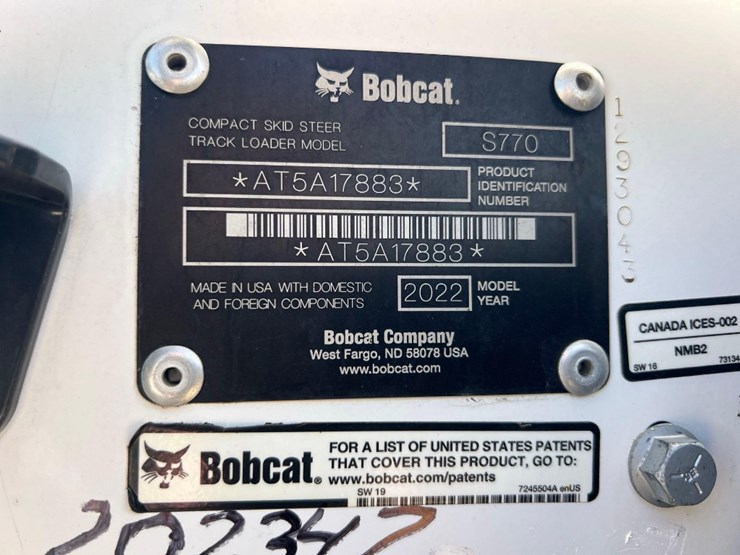 Bobcat.
COMPACT SKID STEER
TRACK LOADER MODEL
S770
*AT5A17883*
PRODUCT
IDENTIFICATION
NUMBER
*AT5A17883*
MADE IN USA WITH DOMESTIC
AND FOREIGN COMPONENTS
2022
MODEL
YEAR
Bobcat Company
West Fargo, ND 58078 USA
www.bobcat.com
1293043
CANADA ICES-002
NMB2
SW 16
73134
Bobcat.
FOR A LIST OF UNITED STATES PATENTS
THAT COVER THIS PRODUCT, GO TO:
www.bobcat.com/patents
SW 19
7245504A enUS
202347